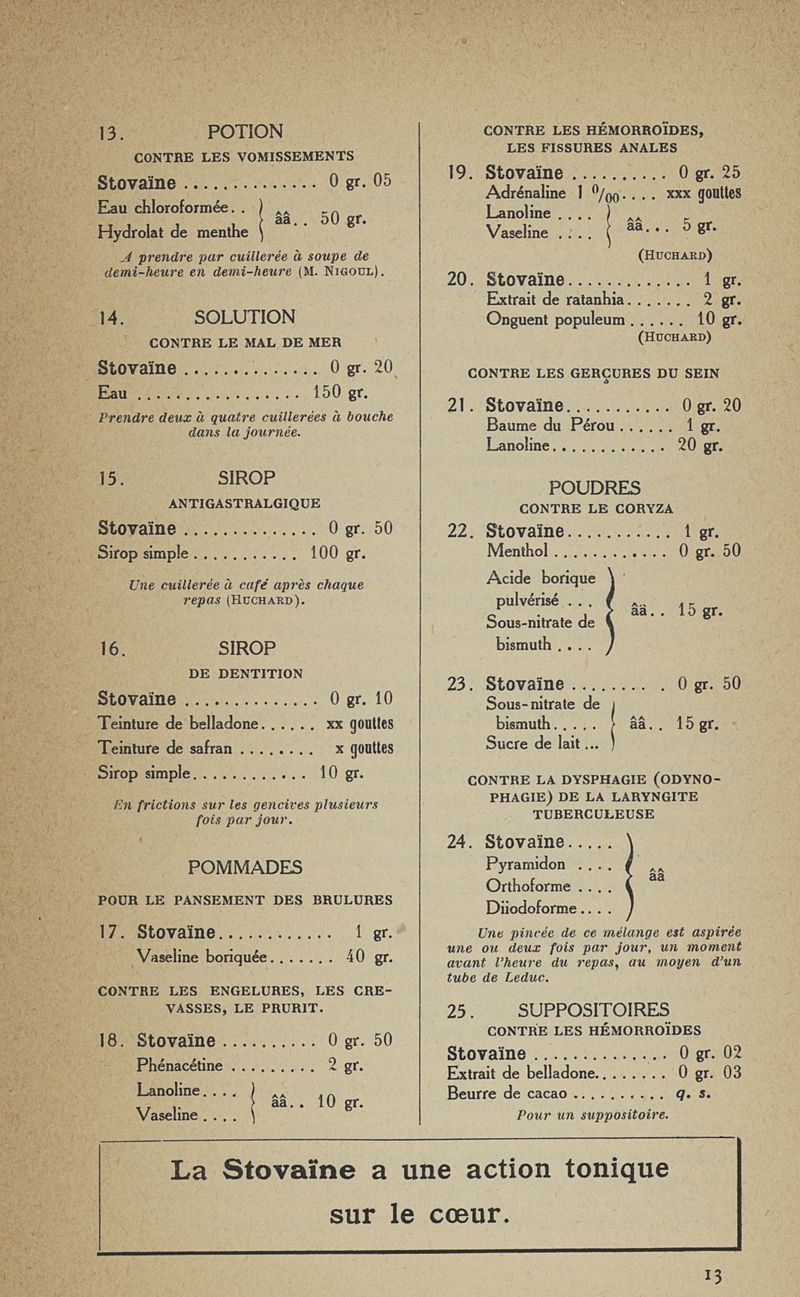 13. POTION
CONTRE LES VOMISSEMENTS
Stovaïne .............. 0 gr. 05
Eau chloroformée. . } ââ. . 50 gr.
Hydrolat de menthe
A prendre par cuillerée à soupe de
demi-heure en demi-heure (M. NIGOUL).
14. SOLUTION
CONTRE LE MAL DE MER
Stovaïne .............. 0 gr. 20
Eau ................. 150 gr.
Prendre deux à quatre cuillerées à bouche
dans la journée.
15. SIROP
ANTIGASTRALGIQUE
Stovaïne .............. 0 gr. 50
Sirop simple ........... 100 gr.
Une cuillerée à café après chaque
repas (HUCHARD).
16. SIROP
DE DENTITION
Stovaïne .............. 0 gr. 10
Teinture de belladone...... xx gouttes
Teinture de safran ........ x gouttes
Sirop simple............ 10 gr.
En frictions sur les gencives plusieurs
fois par jour.
POMMADES
POUR LE PANSEMENT DES BRULURES
17. Stovaïne............ 1 gr.
Vaseline boriquée....... 40 gr.
CONTRE LES ENGELURES, LES CRE-
VASSES, LE PRURIT.
18. Stovaïne .......... 0 gr. 50
Phénacétine ......... 2 gr.
Lanoline.... } ââ. . 10 gr.
Vaseline ....
CONTRE LES HÉMORROÏDES,
LES FISSURES ANALES
19. Stovaïne .......... 0 gr. 25
Adrénaline 1 0/00.... xxx gouttes
Lanoline .... } ââ... 5 gr.
Vaseline ....
(HUCHARD)
20. Stovaïne............. 1 gr.
Extrait de ratanhia....... 2 gr.
Onguent populeum ...... 10 gr.
(HUCHARD)
CONTRE LES GERÇURES DU SEIN
21. Stovaïne........... 0 gr. 20
Baume du Pérou ...... 1 gr.
Lanoline............ 20 gr.
POUDRES
CONTRE LE CORYZA
22. Stovaïne........... 1 gr.
Menthol ............ 0 gr. 50
Acide borique
pulvérisé ... } ââ. . 15 gr.
Sous-nitrate de
bismuth ....
23. Stovaïne ......... 0 gr. 50
Sous-nitrate de
bismuth..... } ââ. . 15 gr.
Sucre de lait ...
CONTRE LA DYSPHAGIE (ODYNO-
PHAGIE) DE LA LARYNGITE
TUBERCULEUSE
24. Stovaïne.....
Pyramidon .... } ââ
Orthoforme ....
Diiodoforme....
Une pincée de ce mélange est aspirée
une ou deux fois par jour, un moment
avant l'heure du repas, au moyen d'un
tube de Leduc.
25. SUPPOSITOIRES
CONTRE LES HÉMORROÏDES
Stovaïne .............. 0 gr. 02
Extrait de belladone........ 0 gr. 03
Beurre de cacao .......... q. s.
Pour un suppositoire.
La Stovaïne a une action tonique
sur le cœur.
13